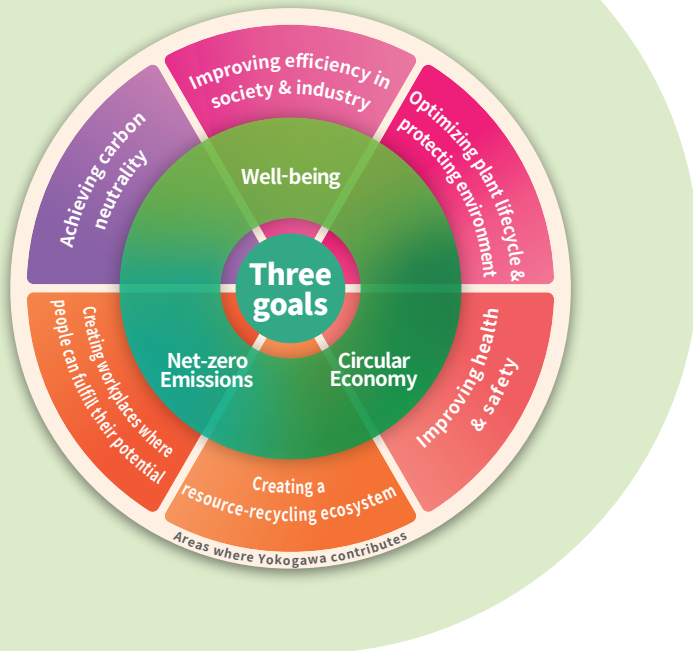 Improving efficiency in
society & industry
Optimizing plant lifecycle &
protecting environment
Improving health
& safety
Creating a
resource-recycling ecosystem
Creating workplaces where
people can fulfill their potential
Achieving carbon
neutrality
Well-being
Three
goals
Net-zero
Emissions
Circular
Economy
Areas where Yokogawa contributes